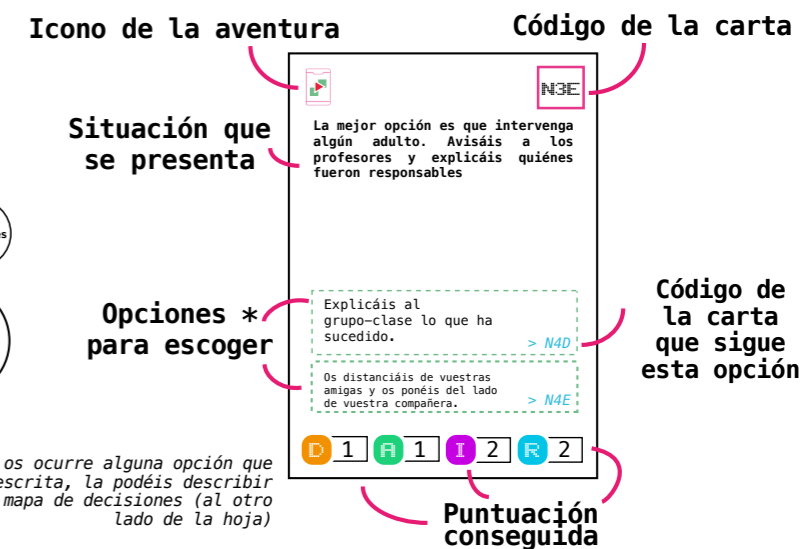 Icono de la aventura
Código de la carta
N3E
Situación que
se presenta
La mejor opción es que intervenga
algún adulto. Avisáis a los
profesores y explicáis quiénes
fueron responsables
Opciones *
para escoger
Explicáis al
grupo-clase lo que ha
sucedido.
> N4D
Os distanciáis de vuestras
amigas y os ponéis del lado
de vuestra compañera.
> N4E
Código de
la carta
que sigue
esta opción
D 1 A 1 I 2 R 2
os ocurre alguna opción que
la podéis describir
mapa de decisiones (al otro
lado de la hoja)
Puntuación
conseguida